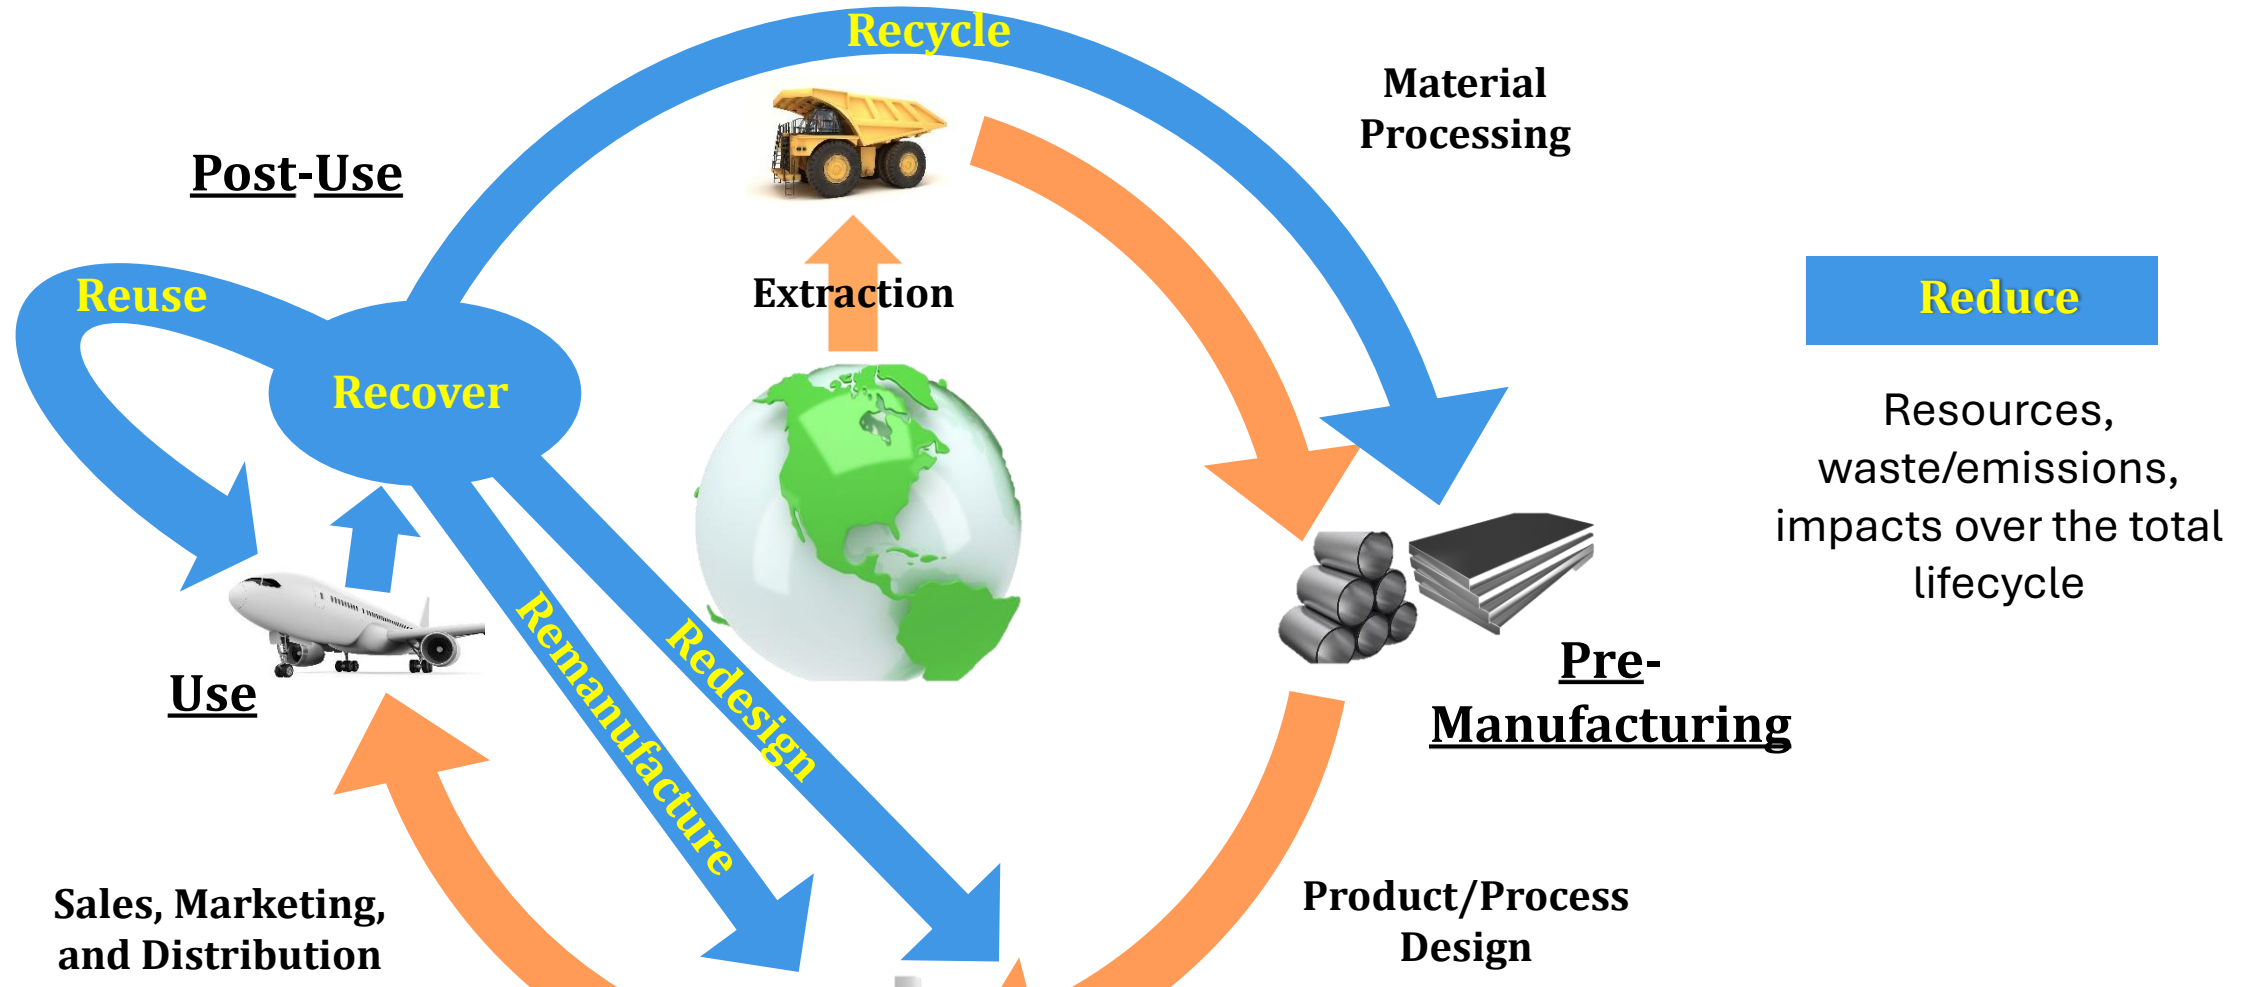 Recycle
Material
Processing
Post-Use
Reuse
Extraction
Reduce
Recover
Resources,
waste/emissions,
impacts over the total
lifecycle
Remanufacture
Redesign
Use
Pre-
Manufacturing
Sales, Marketing,
and Distribution
Product/Process
Design